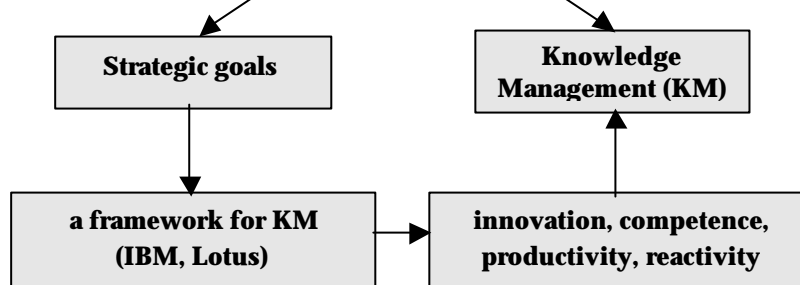 Strategic goals
Knowledge
Management (KM)
a framework for KM
(IBM, Lotus)
innovation, competence,
productivity, reactivity